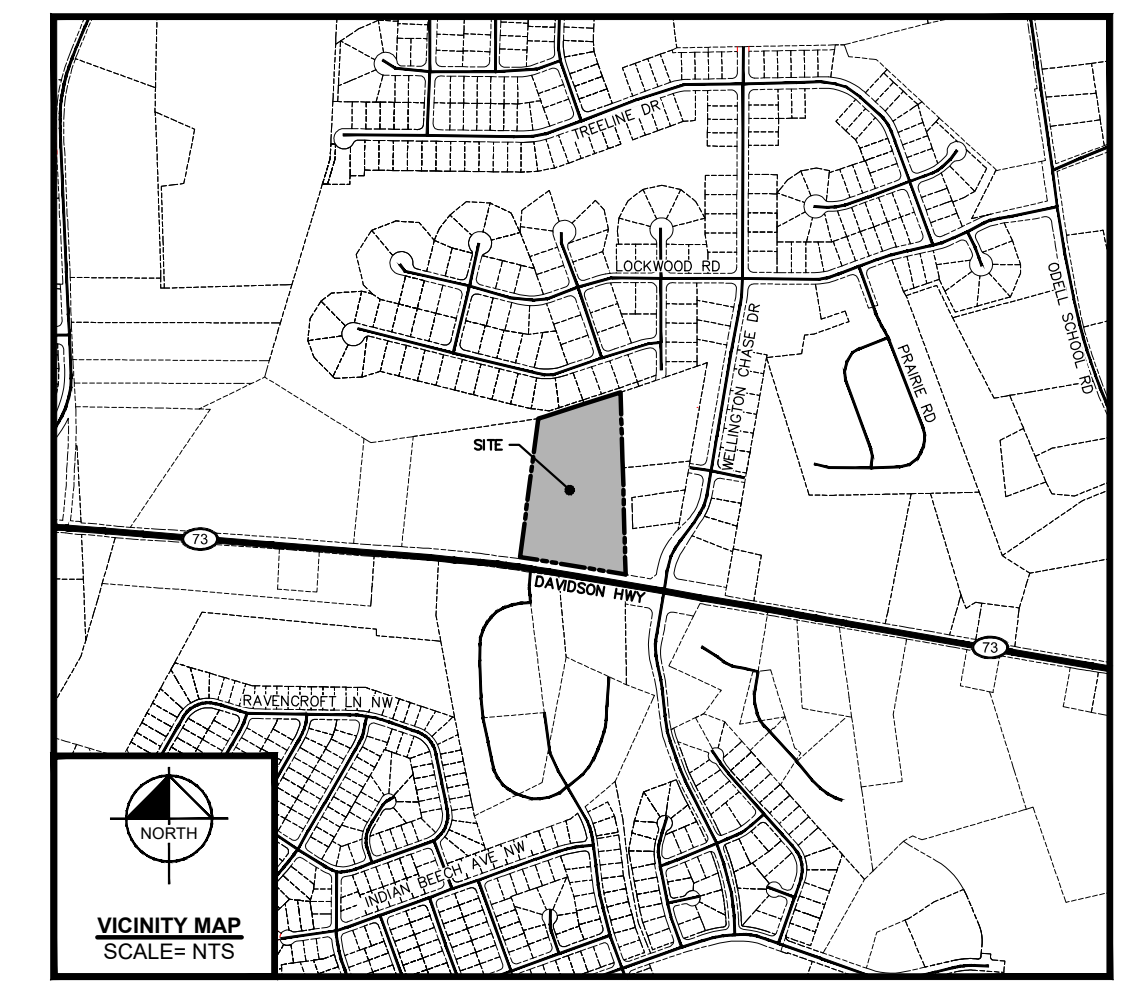 TREELINE DR
LOCKWOOD RD
ODELL SCHOOL RD
WELLINGTON CHASE DR
PRAIRIE RD
SITE
73
DAVIDSON HWY
73
RAVENCROFT LN NW
INDIAN BEECH AVE NW
NORTH
VICINITY MAP
SCALE= NTS